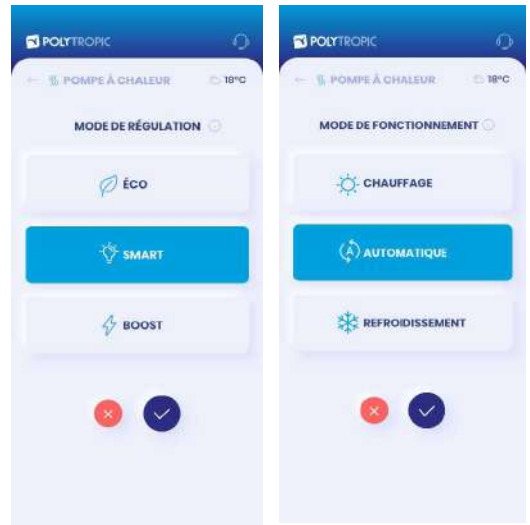 POLYTROPIC
POMPE À CHALEUR 18°C
MODE DE RÉGULATION
ÉCO
SMART
BOOST
POLYTROPIC
POMPE À CHALEUR 18°C
MODE DE FONCTIONNEMENT
CHAUFFAGE
A AUTOMATIQUE
REFROIDISSEMENT